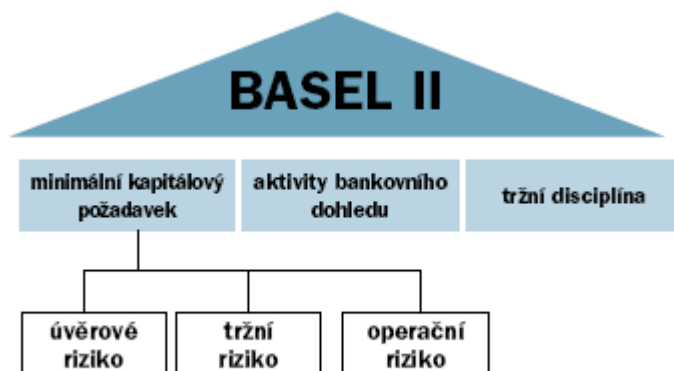 BASEL II
minimální kapitálový
požadavek
aktivity bankovního
dohledu
tržní disciplína
úvěrové
riziko
tržní
riziko
operační
riziko